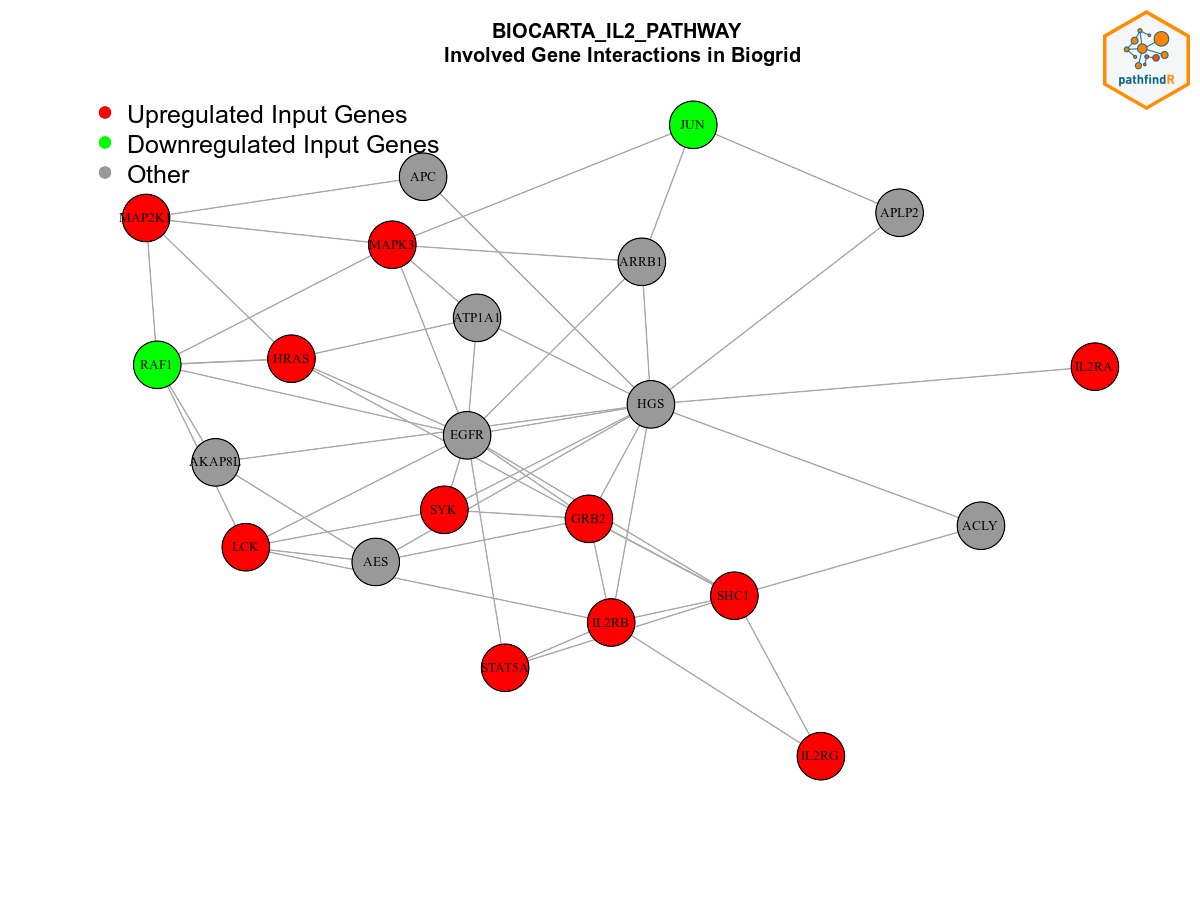 BIOCARTA_IL2_PATHWAY
Involved Gene Interactions in Biogrid
pathfindR
Upregulated Input Genes
Downregulated Input Genes
Other
JUN
APC
APLP2
MAP2K1
MAPK3
ARRB1
ATP1A1
RAF1
HRAS
IL2RA
HGS
EGFR
AKAP8L
SYK
GRB2
ACLY
LCK
AES
SHC1
IL2RB
STAT5A
IL2RG